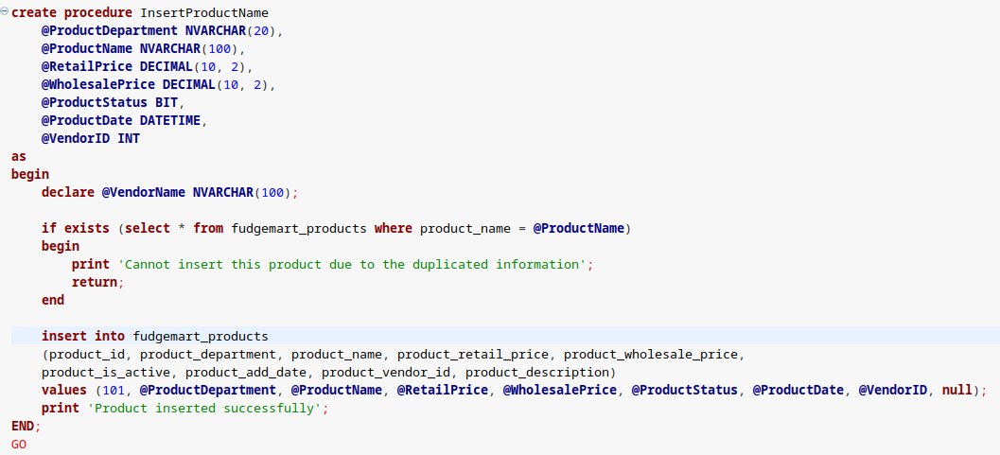 create procedure InsertProductName
    @ProductDepartment NVARCHAR(20),
    @ProductName NVARCHAR(100),
    @RetailPrice DECIMAL(10, 2),
    @WholesalePrice DECIMAL(10, 2),
    @ProductStatus BIT,
    @ProductDate DATETIME,
    @VendorID INT
as
begin
    declare @VendorName NVARCHAR(100);

    if exists (select * from fudgemart_products where product_name = @ProductName)
    begin
        print 'Cannot insert this product due to the duplicated information';
        return;
    end

    insert into fudgemart_products
    (product_id, product_department, product_name, product_retail_price, product_wholesale_price,
    product_is_active, product_add_date, product_vendor_id, product_description)
    values (101, @ProductDepartment, @ProductName, @RetailPrice, @WholesalePrice, @ProductStatus, @ProductDate, @VendorID, null);
    print 'Product inserted successfully';
END;
GO